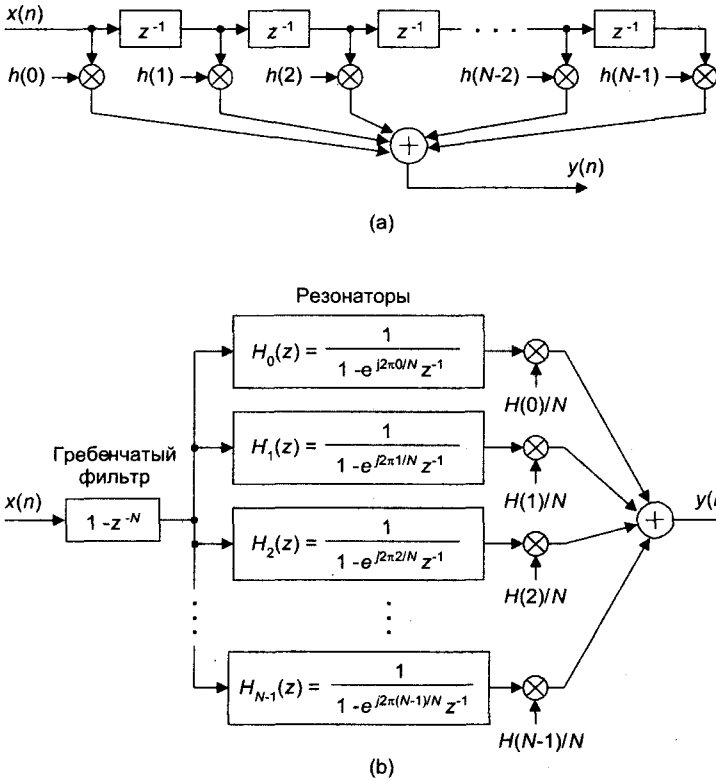 x(n)
z⁻¹ z⁻¹ z⁻¹ · · · z⁻¹
h(0) h(1) h(2) h(N-2) h(N-1)
+
y(n)
(a)
Резонаторы
H₀(z) = 1 / (1 -e^(j2π0/N) z⁻¹)
H(0)/N
H₁(z) = 1 / (1 -e^(j2π1/N) z⁻¹)
H(1)/N
Гребенчатый
фильтр
x(n)
1 -z⁻ᴺ
+
y(
H₂(z) = 1 / (1 -e^(j2π2/N) z⁻¹)
H(2)/N
H_(N-1)(z) = 1 / (1 -e^(j2π(N-1)/N) z⁻¹)
H(N-1)/N
(b)